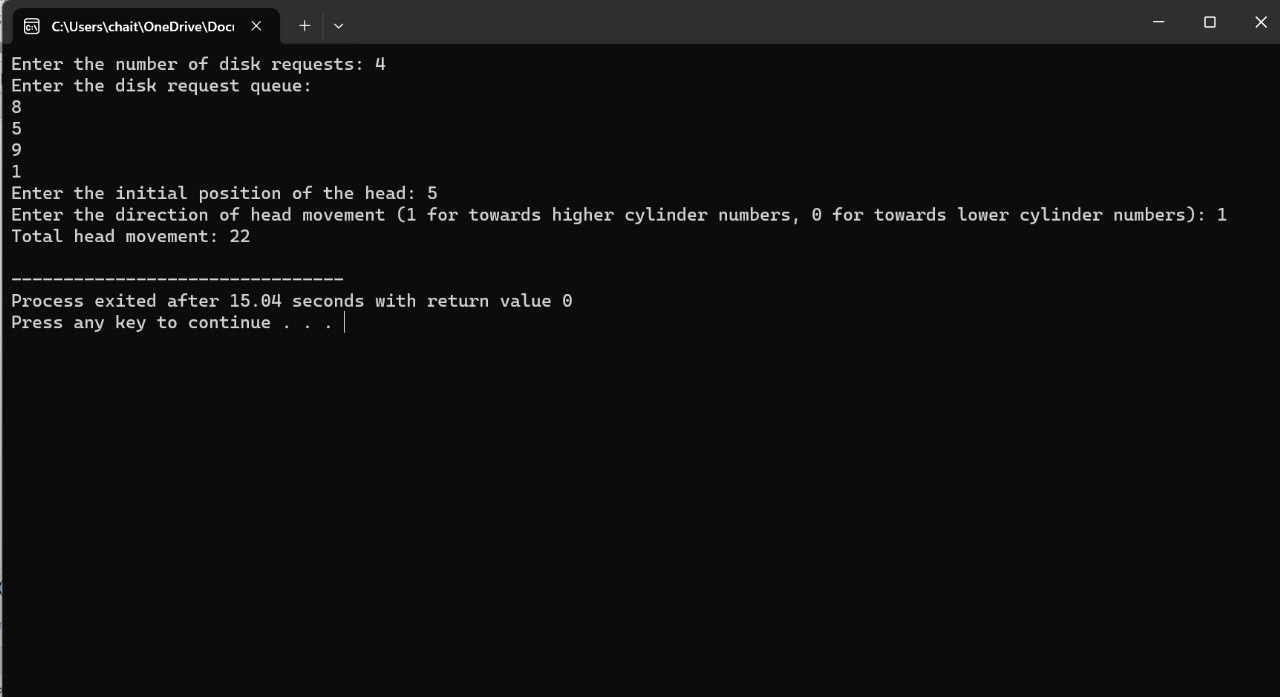 C:\Users\chait\OneDrive\Doc
Enter the number of disk requests: 4
Enter the disk request queue:
8
5
9
1
Enter the initial position of the head: 5
Enter the direction of head movement (1 for towards higher cylinder numbers, 0 for towards lower cylinder numbers): 1
Total head movement: 22
--------------------------------
Process exited after 15.04 seconds with return value 0
Press any key to continue . . .